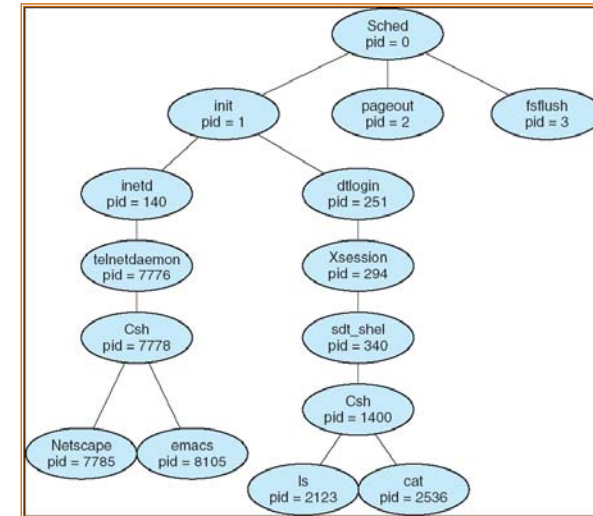 Sched
pid = 0
init
pid = 1
pageout
pid = 2
fsflush
pid = 3
inetd
pid = 140
dtlogin
pid = 251
telnetdaemon
pid = 7776
Xsession
pid = 294
Csh
pid = 7778
sdt_shel
pid = 340
Csh
pid = 1400
Netscape
pid = 7785
emacs
pid = 8105
ls
pid = 2123
cat
pid = 2536